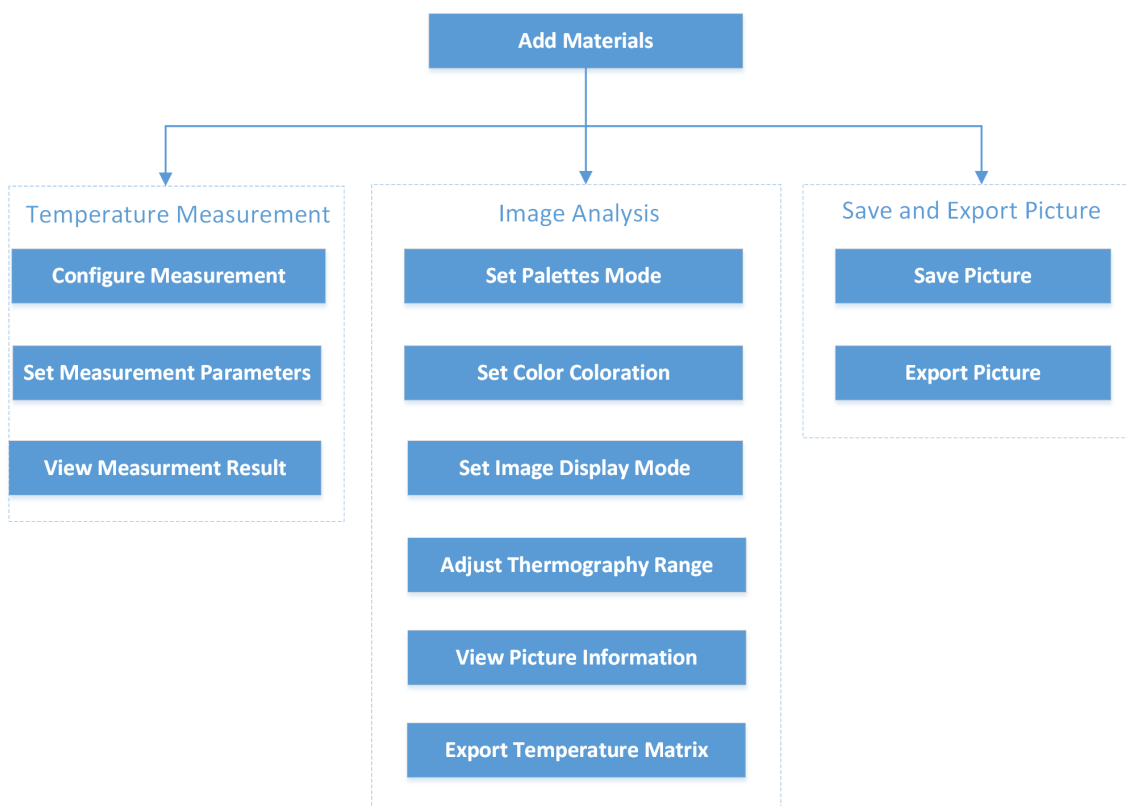 Add Materials
Temperature Measurement
Configure Measurement
Set Measurement Parameters
View Measurment Result
Image Analysis
Set Palettes Mode
Set Color Coloration
Set Image Display Mode
Adjust Thermography Range
View Picture Information
Export Temperature Matrix
Save and Export Picture
Save Picture
Export Picture